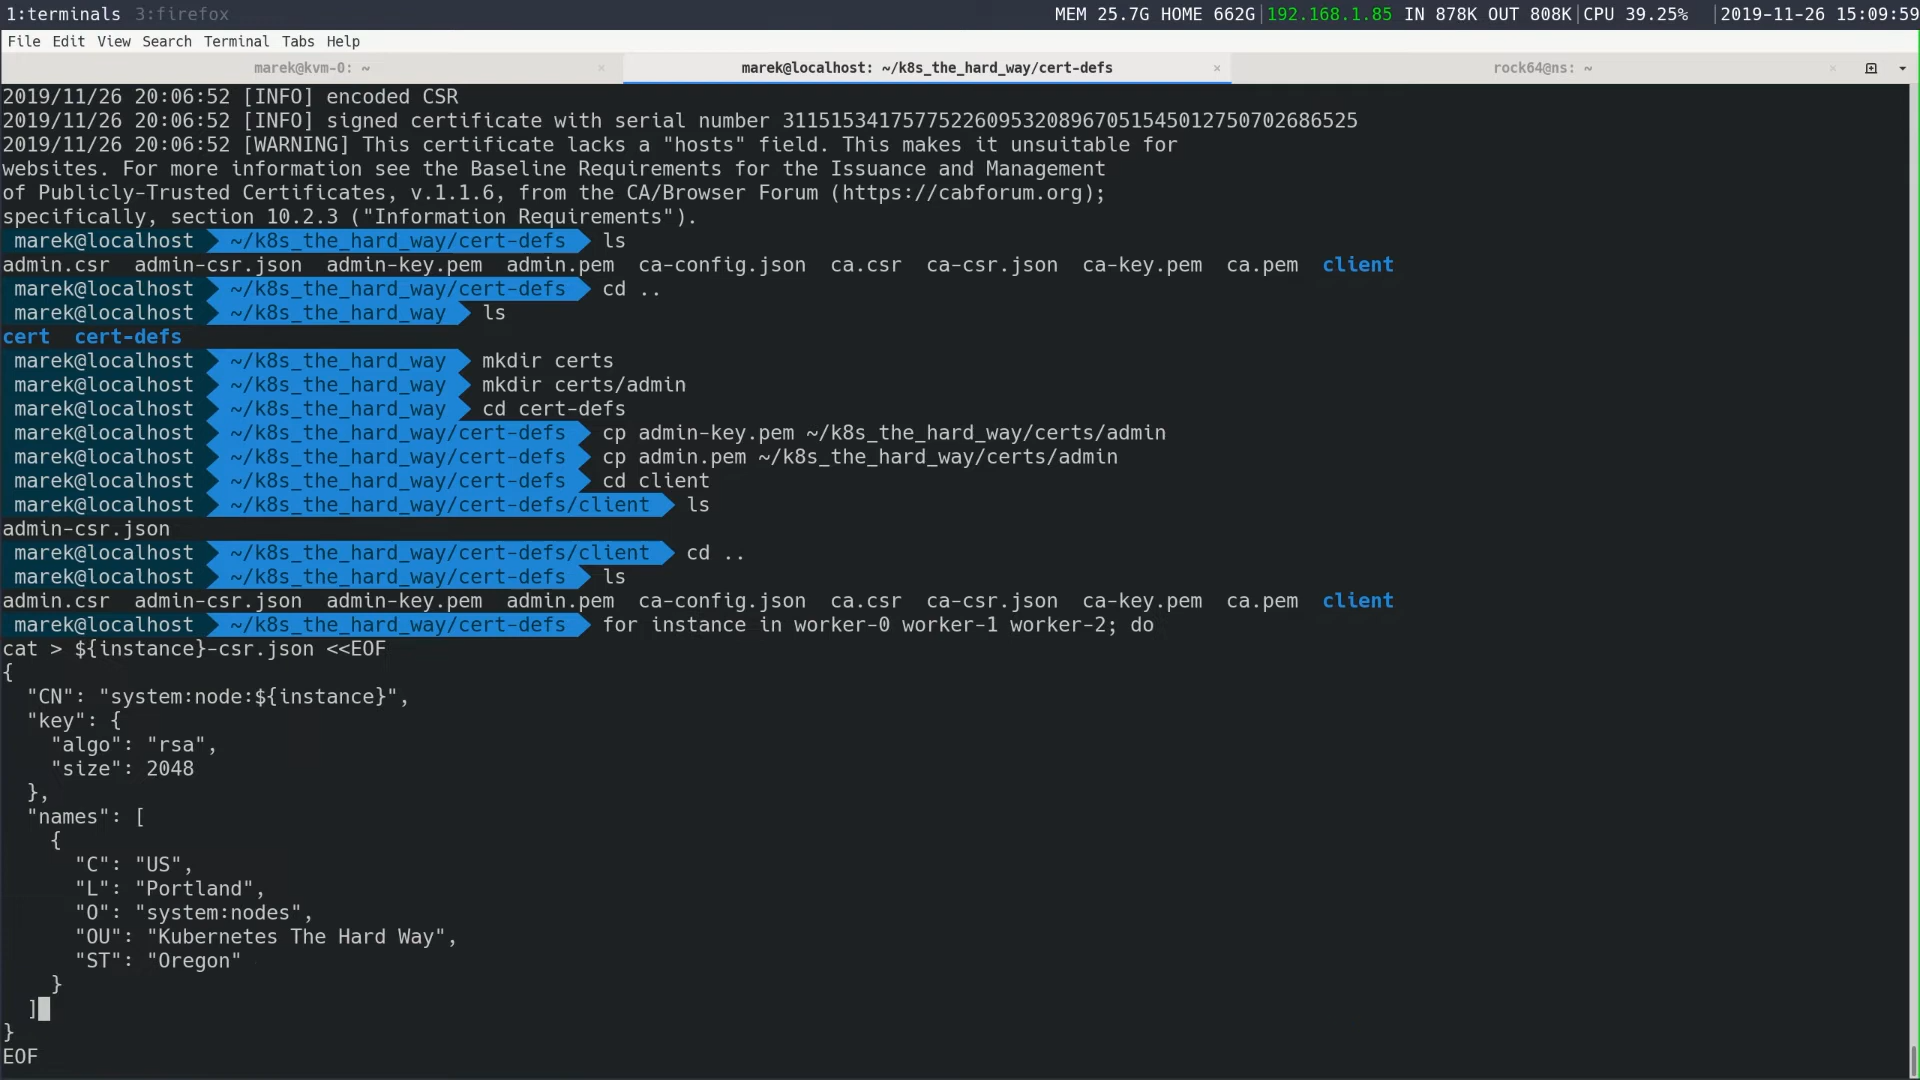 1:terminals 3:firefox MEM 25.7G HOME 662G|192.168.1.85 IN 878K OUT 808K|CPU 39.25% |2019-11-26 15:09:59
File Edit View Search Terminal Tabs Help
marek@kvm-0: ~ × marek@localhost: ~/k8s_the_hard_way/cert-defs × rock64@ns: ~ ×
2019/11/26 20:06:52 [INFO] encoded CSR
2019/11/26 20:06:52 [INFO] signed certificate with serial number 311515341757752260953208967051545012750702686525
2019/11/26 20:06:52 [WARNING] This certificate lacks a "hosts" field. This makes it unsuitable for
websites. For more information see the Baseline Requirements for the Issuance and Management
of Publicly-Trusted Certificates, v.1.1.6, from the CA/Browser Forum (https://cabforum.org);
specifically, section 10.2.3 ("Information Requirements").
marek@localhost ~/k8s_the_hard_way/cert-defs ls
admin.csr admin-csr.json admin-key.pem admin.pem ca-config.json ca.csr ca-csr.json ca-key.pem ca.pem client
marek@localhost ~/k8s_the_hard_way/cert-defs cd ..
marek@localhost ~/k8s_the_hard_way ls
cert cert-defs
marek@localhost ~/k8s_the_hard_way mkdir certs
marek@localhost ~/k8s_the_hard_way mkdir certs/admin
marek@localhost ~/k8s_the_hard_way cd cert-defs
marek@localhost ~/k8s_the_hard_way/cert-defs cp admin-key.pem ~/k8s_the_hard_way/certs/admin
marek@localhost ~/k8s_the_hard_way/cert-defs cp admin.pem ~/k8s_the_hard_way/certs/admin
marek@localhost ~/k8s_the_hard_way/cert-defs cd client
marek@localhost ~/k8s_the_hard_way/cert-defs/client ls
admin-csr.json
marek@localhost ~/k8s_the_hard_way/cert-defs/client cd ..
marek@localhost ~/k8s_the_hard_way/cert-defs ls
admin.csr admin-csr.json admin-key.pem admin.pem ca-config.json ca.csr ca-csr.json ca-key.pem ca.pem client
marek@localhost ~/k8s_the_hard_way/cert-defs for instance in worker-0 worker-1 worker-2; do
cat > ${instance}-csr.json <<EOF
{
  "CN": "system:node:${instance}",
  "key": {
    "algo": "rsa",
    "size": 2048
  },
  "names": [
    {
      "C": "US",
      "L": "Portland",
      "O": "system:nodes",
      "OU": "Kubernetes The Hard Way",
      "ST": "Oregon"
    }
  ]
}
EOF